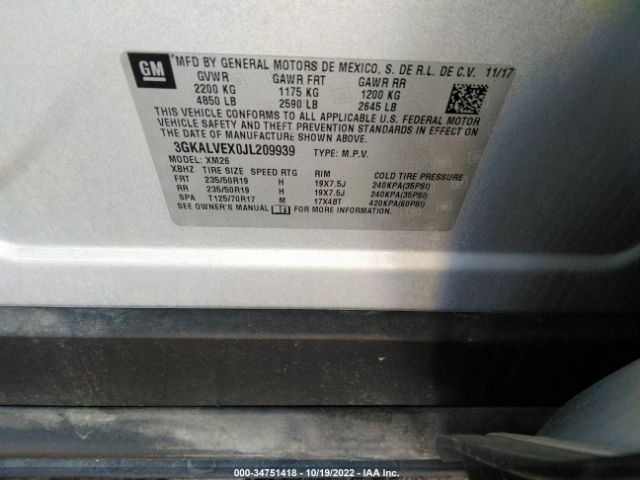 GM
MFD BY GENERAL MOTORS DE MEXICO, S. DE R.L. DE C.V. 11/17
GVWR GAWR FRT GAWR RR
2200 KG 1175 KG 1200 KG
4850 LB 2590 LB 2645 LB
THIS VEHICLE CONFORMS TO ALL APPLICABLE U.S. FEDERAL MOTOR
VEHICLE SAFETY AND THEFT PREVENTION STANDARDS IN EFFECT ON
THE DATE OF MANUFACTURE SHOWN ABOVE.
3GKALVEX0JL209939 TYPE: M.P.V.
MODEL: XM26
XBHZ TIRE SIZE SPEED RTG RIM COLD TIRE PRESSURE
FRT 235/50R19 H 19X7.5J 240KPA(35PSI)
RR 235/50R19 H 19X7.5J 240KPA(35PSI)
SPA T125/70R17 M 17X4BT 420KPA(60PSI)
SEE OWNER'S MANUAL FOR MORE INFORMATION.
000-34751418 - 10/19/2022 - IAA Inc.